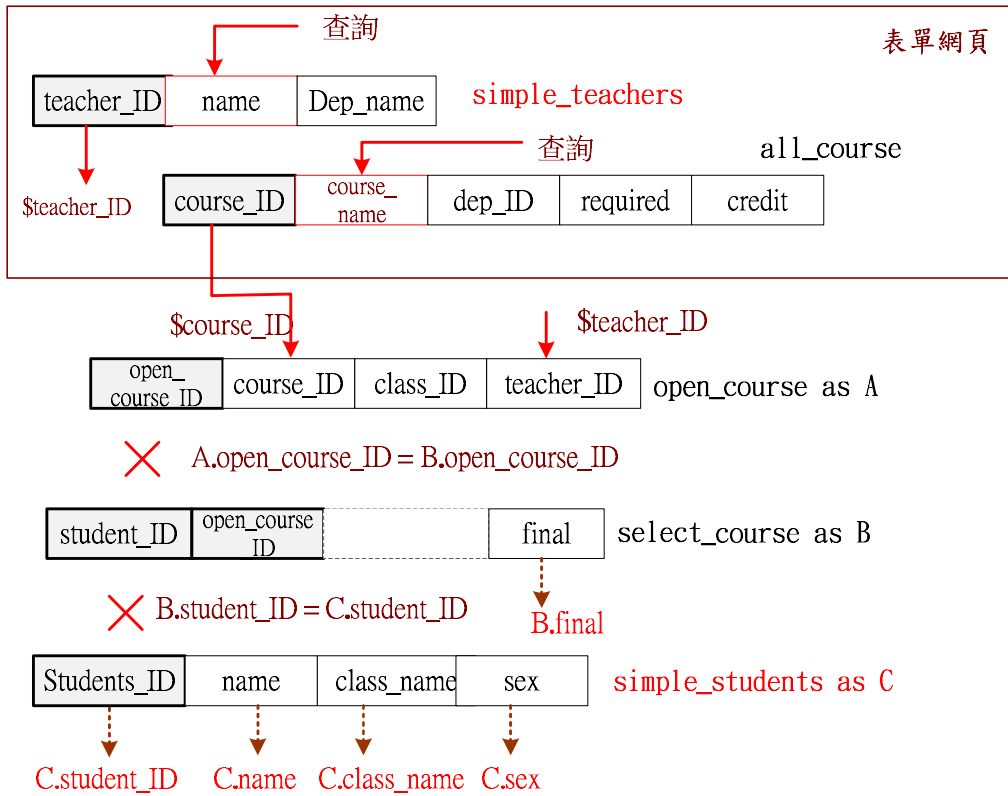 查詢
表單網頁
teacher_ID name Dep_name simple_teachers
查詢 all_course
$teacher_ID
course_ID course_ name dep_ID required credit
$course_ID $teacher_ID
open_ course_ID course_ID class_ID teacher_ID open_course as A
A.open_course_ID = B.open_course_ID
student_ID open_course ID final select_course as B
B.student_ID = C.student_ID
B.final
Students_ID name class_name sex simple_students as C
C.student_ID C.name C.class_name C.sex